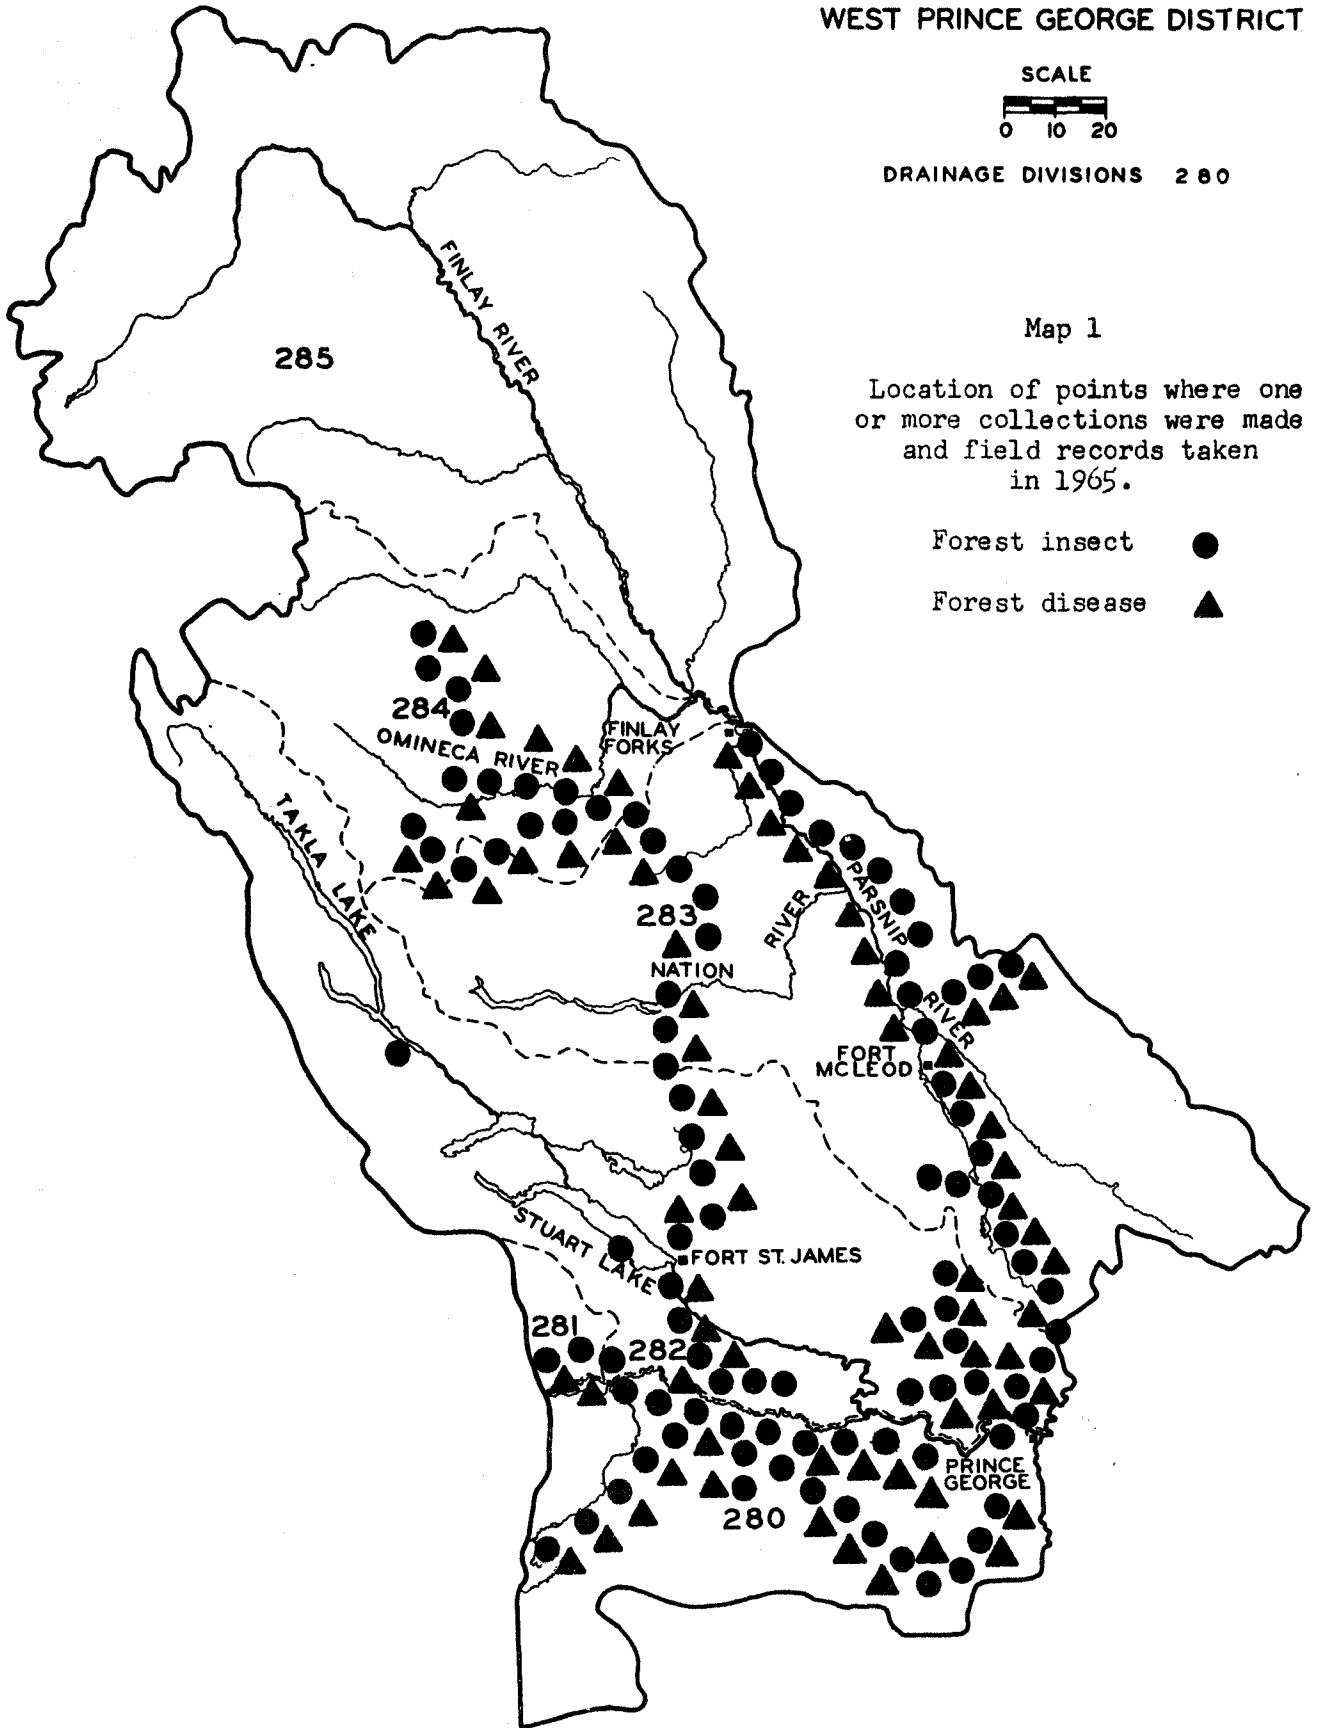 WEST PRINCE GEORGE DISTRICT
SCALE
0 10 20
DRAINAGE DIVISIONS 280
Map 1
Location of points where one
or more collections were made
and field records taken
in 1965.
Forest insect
Forest disease
FINLAY RIVER
285
284
OMINECA RIVER
FINLAY
FORKS
TAKLA LAKE
PARSNIP
RIVER
283
RIVER
NATION
FORT
MCLEOD
STUART LAKE
FORT ST. JAMES
281
282
PRINCE
GEORGE
280